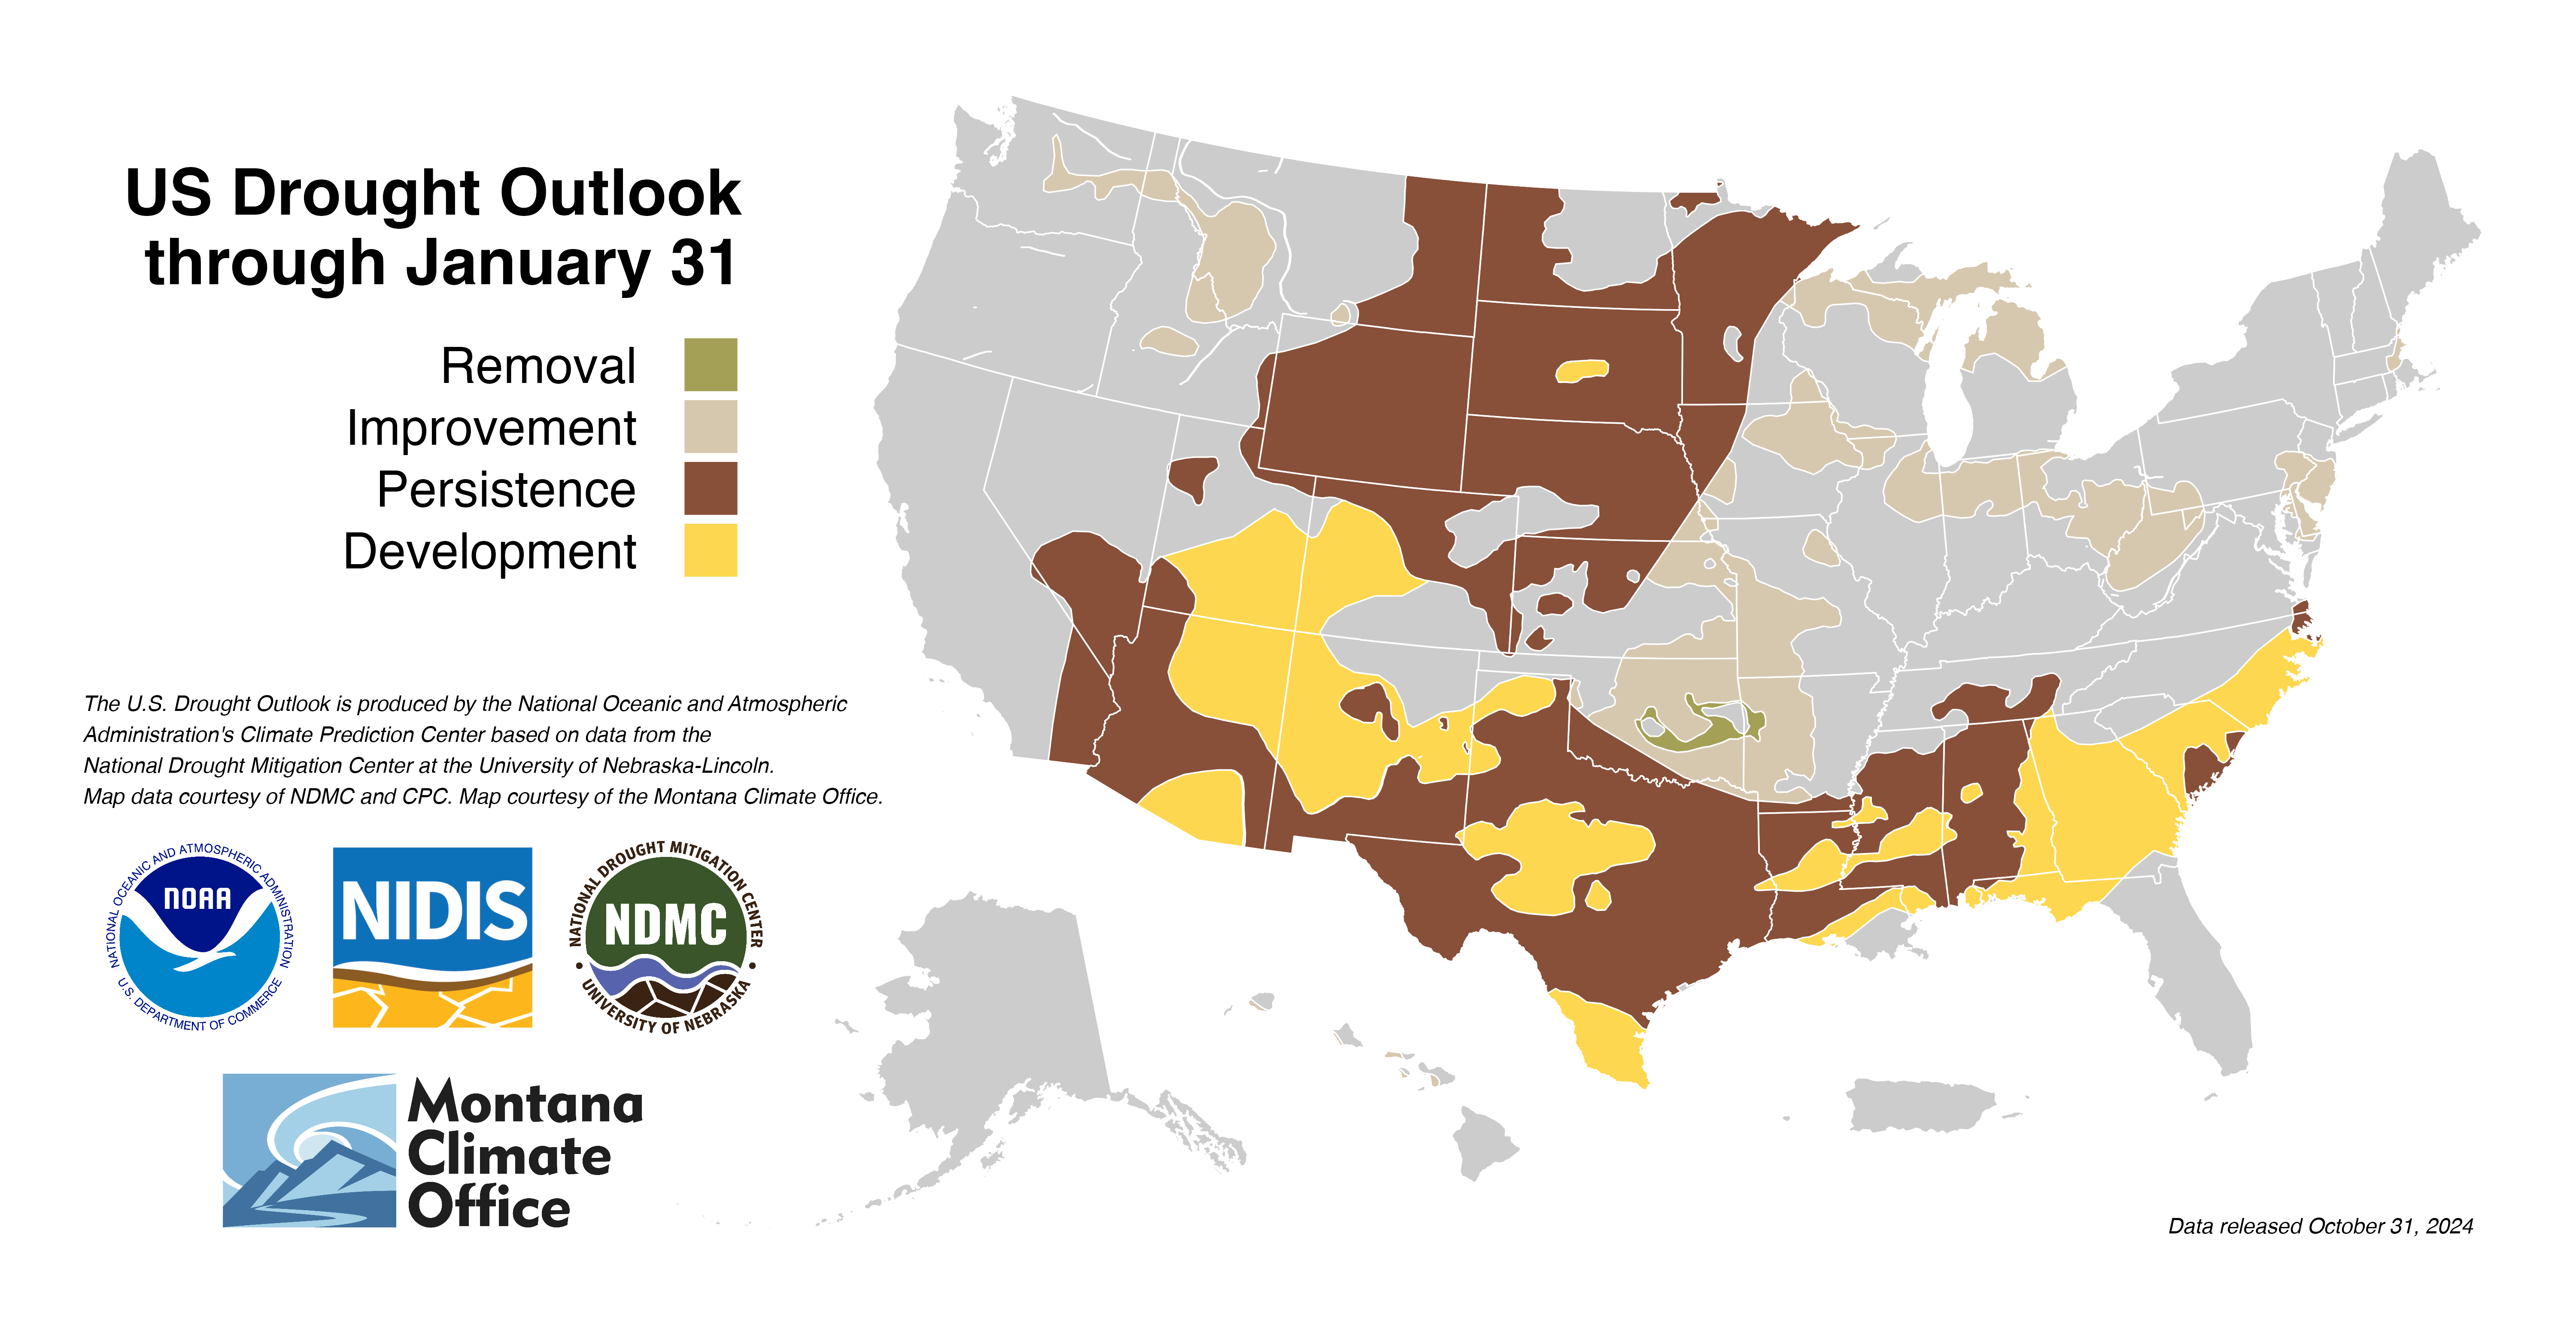 US Drought Outlook
through January 31
Removal
Improvement
Persistence
Development
The U.S. Drought Outlook is produced by the National Oceanic and Atmospheric
Administration's Climate Prediction Center based on data from the
National Drought Mitigation Center at the University of Nebraska-Lincoln.
Map data courtesy of NDMC and CPC. Map courtesy of the Montana Climate Office.
NATIONAL OCEANIC AND ATMOSPHERIC ADMINISTRATION
NOAA
U.S. DEPARTMENT OF COMMERCE
NIDIS
NATIONAL DROUGHT MITIGATION CENTER
NDMC
UNIVERSITY OF NEBRASKA
Montana
Climate
Office
Data released October 31, 2024